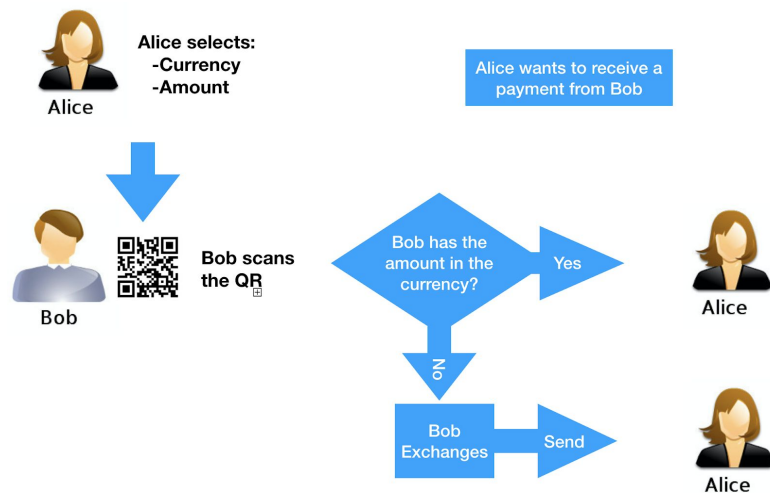 Alice selects:
-Currency
-Amount
Alice
Alice wants to receive a
payment from Bob
Bob scans
the QR
Bob
Bob has the
amount in the
currency?
Yes
Alice
No
Bob
Exchanges
Send
Alice